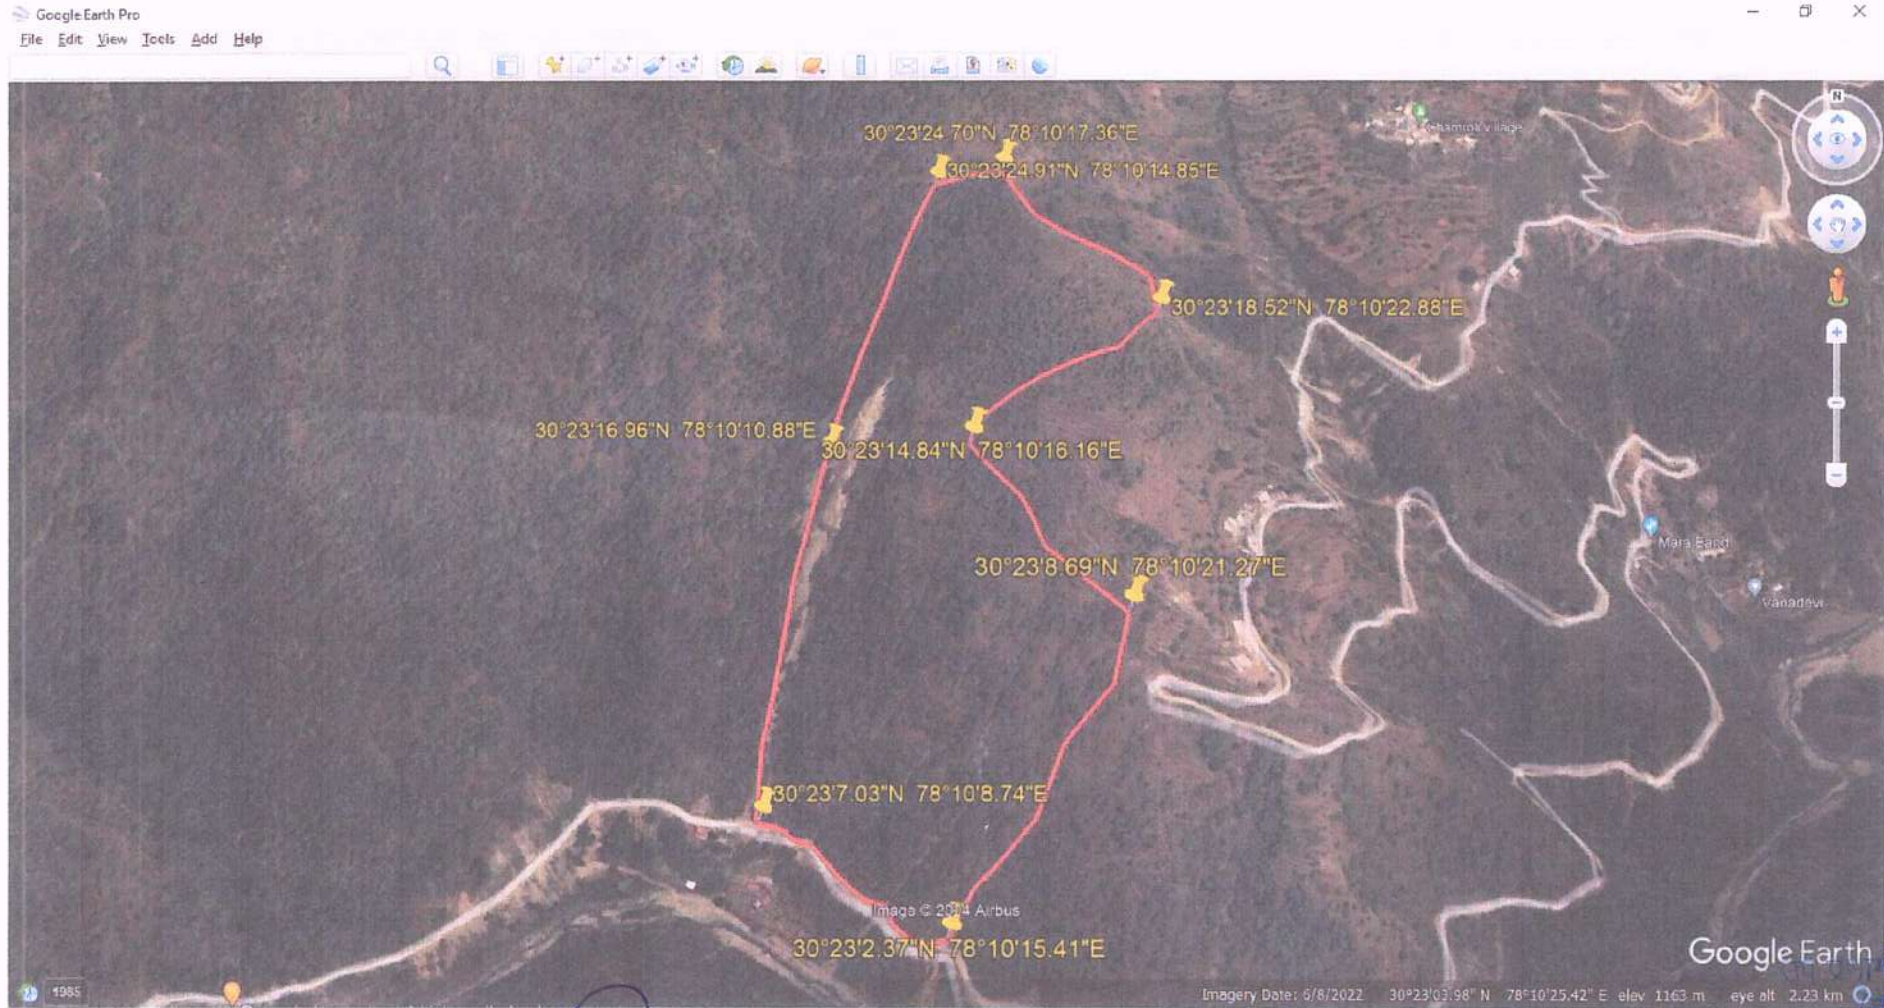 Google Earth Pro
File Edit View Tools Add Help
30°23'24.70"N 78°10'17.36"E
30°23'24.91"N 78°10'14.85"E
30°23'18.52"N 78°10'22.88"E
30°23'16.96"N 78°10'10.88"E
30°23'14.84"N 78°10'16.16"E
Mara Band
30°23'8.69"N 78°10'21.27"E
Vanadevi
30°23'7.03"N 78°10'8.74"E
30°23'2.37"N 78°10'15.41"E
Google Earth
1985
Imagery Date: 6/8/2022 30°23'03.98" N 78°10'25.42" E elev 1163 m eye alt 2.23 km
N
village
Image © Airbus